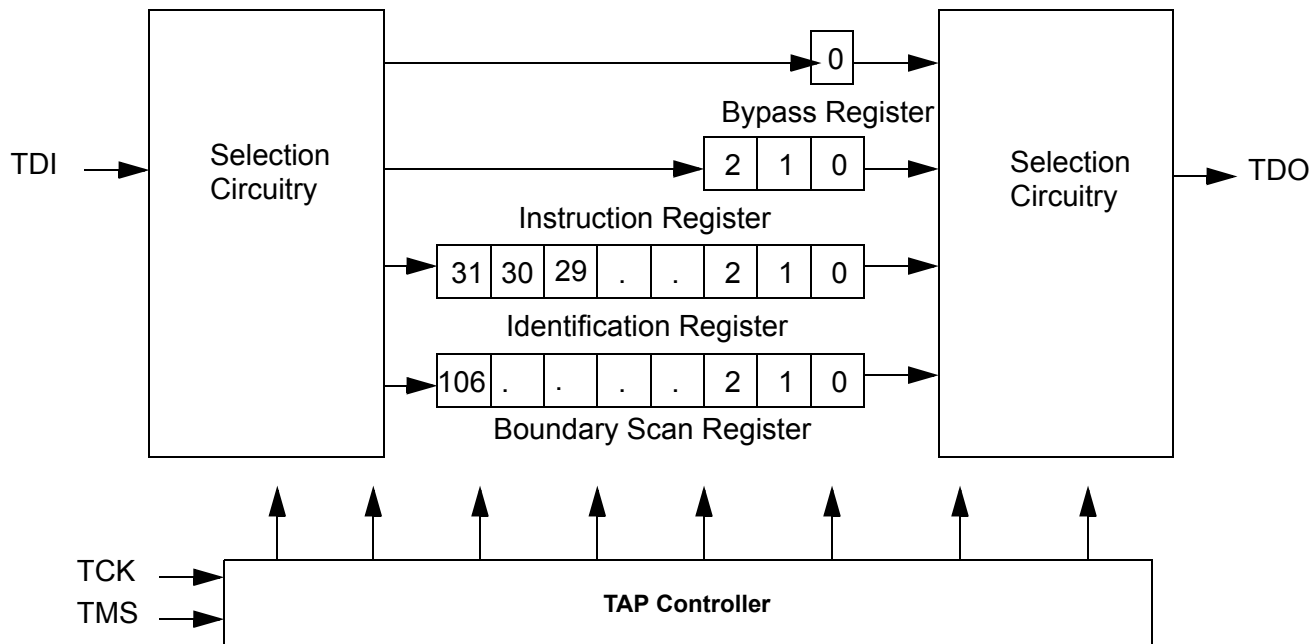 0
Bypass Register
TDI
Selection
Circuitry
2 1 0
Selection
Circuitry
TDO
Instruction Register
31 30 29 . . 2 1 0
Identification Register
106 . . . . 2 1 0
Boundary Scan Register
TCK
TMS
TAP Controller